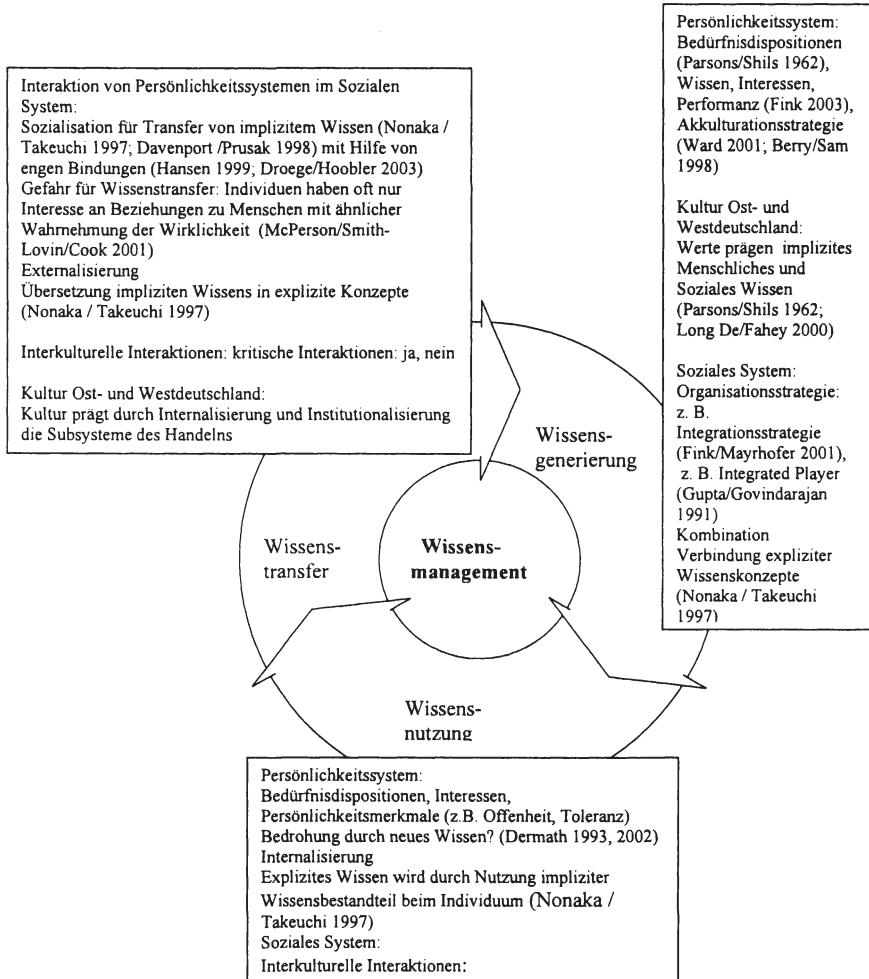 Interaktion von Persönlichkeitssystemen im Sozialen
System:
Sozialisation für Transfer von implizitem Wissen (Nonaka /
Takeuchi 1997; Davenport /Prusak 1998) mit Hilfe von
engen Bindungen (Hansen 1999; Droege/Hoobler 2003)
Gefahr für Wissenstransfer: Individuen haben oft nur
Interesse an Beziehungen zu Menschen mit ähnlicher
Wahrnehmung der Wirklichkeit (McPerson/Smith-
Lovin/Cook 2001)
Externalisierung
Übersetzung impliziten Wissens in explizite Konzepte
(Nonaka / Takeuchi 1997)
Interkulturelle Interaktionen: kritische Interaktionen: ja, nein
Kultur Ost- und Westdeutschland:
Kultur prägt durch Internalisierung und Institutionalisierung
die Subsysteme des Handelns
Persönlichkeitssystem:
Bedürfnisdispositionen
(Parsons/Shils 1962),
Wissen, Interessen,
Performanz (Fink 2003),
Akkulturationsstrategie
(Ward 2001; Berry/Sam
1998)
Kultur Ost- und
Westdeutschland:
Werte prägen implizites
Menschliches und
Soziales Wissen
(Parsons/Shils 1962;
Long De/Fahey 2000)
Soziales System:
Organisationsstrategie:
z. B.
Integrationsstrategie
(Fink/Mayrhofer 2001),
z. B. Integrated Player
(Gupta/Govindarajan
1991)
Kombination
Verbindung expliziter
Wissenskonzepte
(Nonaka / Takeuchi
1997)
Wissens-
generierung
Wissens-
transfer
Wissens-
management
Wissens-
nutzung
Persönlichkeitssystem:
Bedürfnisdispositionen, Interessen,
Persönlichkeitsmerkmale (z.B. Offenheit, Toleranz)
Bedrohung durch neues Wissen? (Dermath 1993, 2002)
Internalisierung
Explizites Wissen wird durch Nutzung impliziter
Wissensbestandteil beim Individuum (Nonaka /
Takeuchi 1997)
Soziales System:
Interkulturelle Interaktionen: